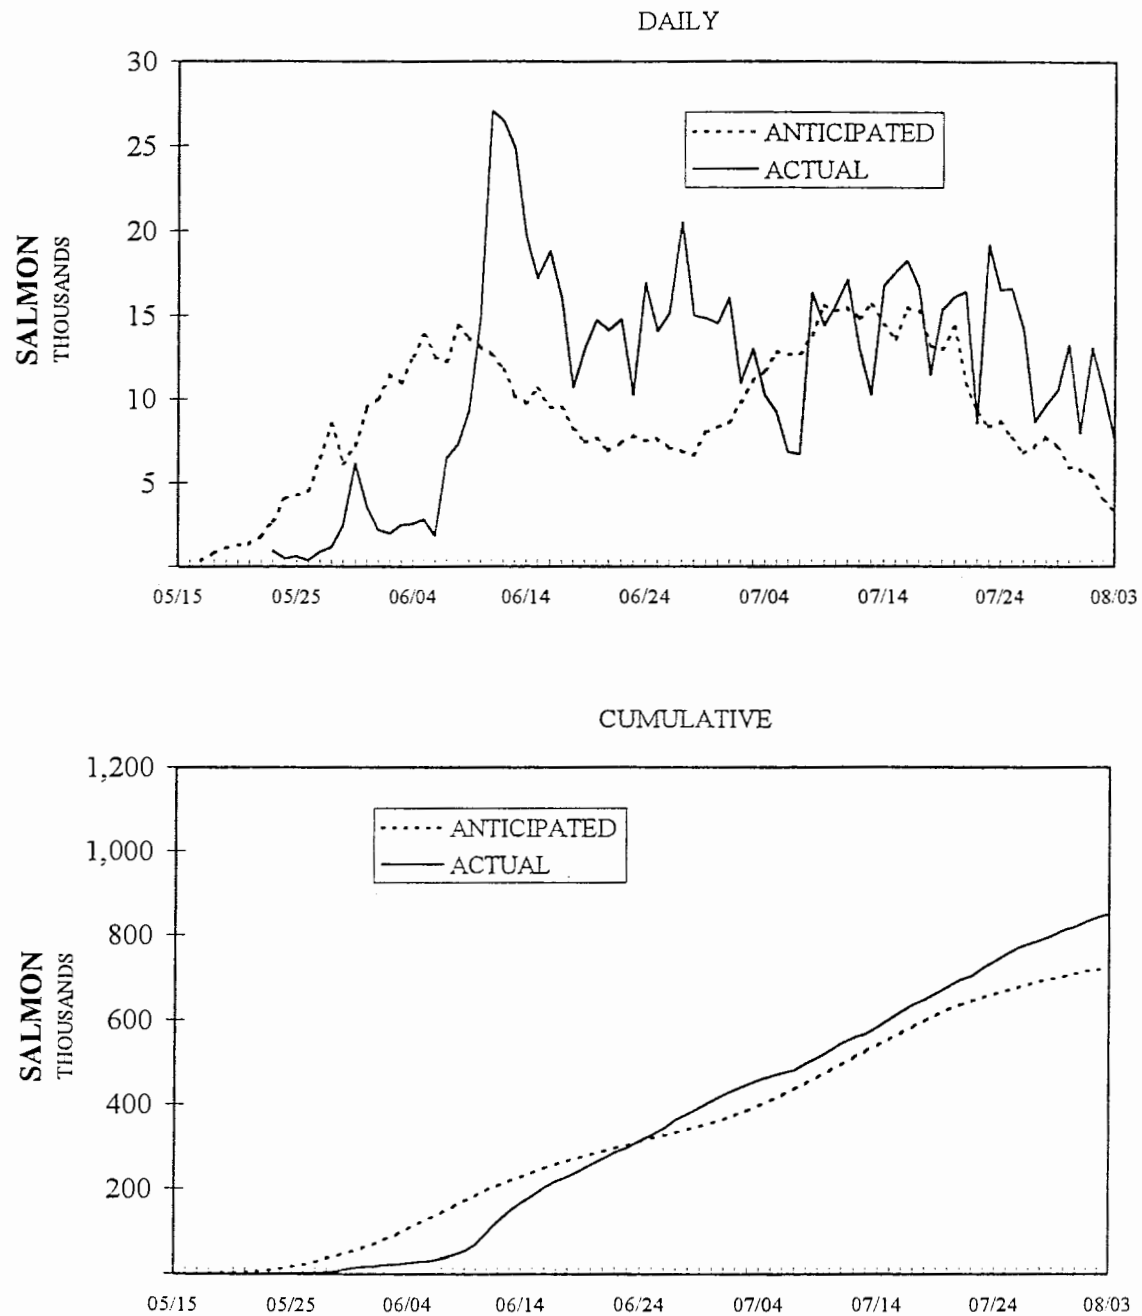 DAILY
30
25
20
15
10
5
SALMON
THOUSANDS
ANTICIPATED
ACTUAL
05/15 05/25 06/04 06/14 06/24 07/04 07/14 07/24 08/03
CUMULATIVE
1,200
1,000
800
600
400
200
SALMON
THOUSANDS
ANTICIPATED
ACTUAL
05/15 05/25 06/04 06/14 06/24 07/04 07/14 07/24 08/03